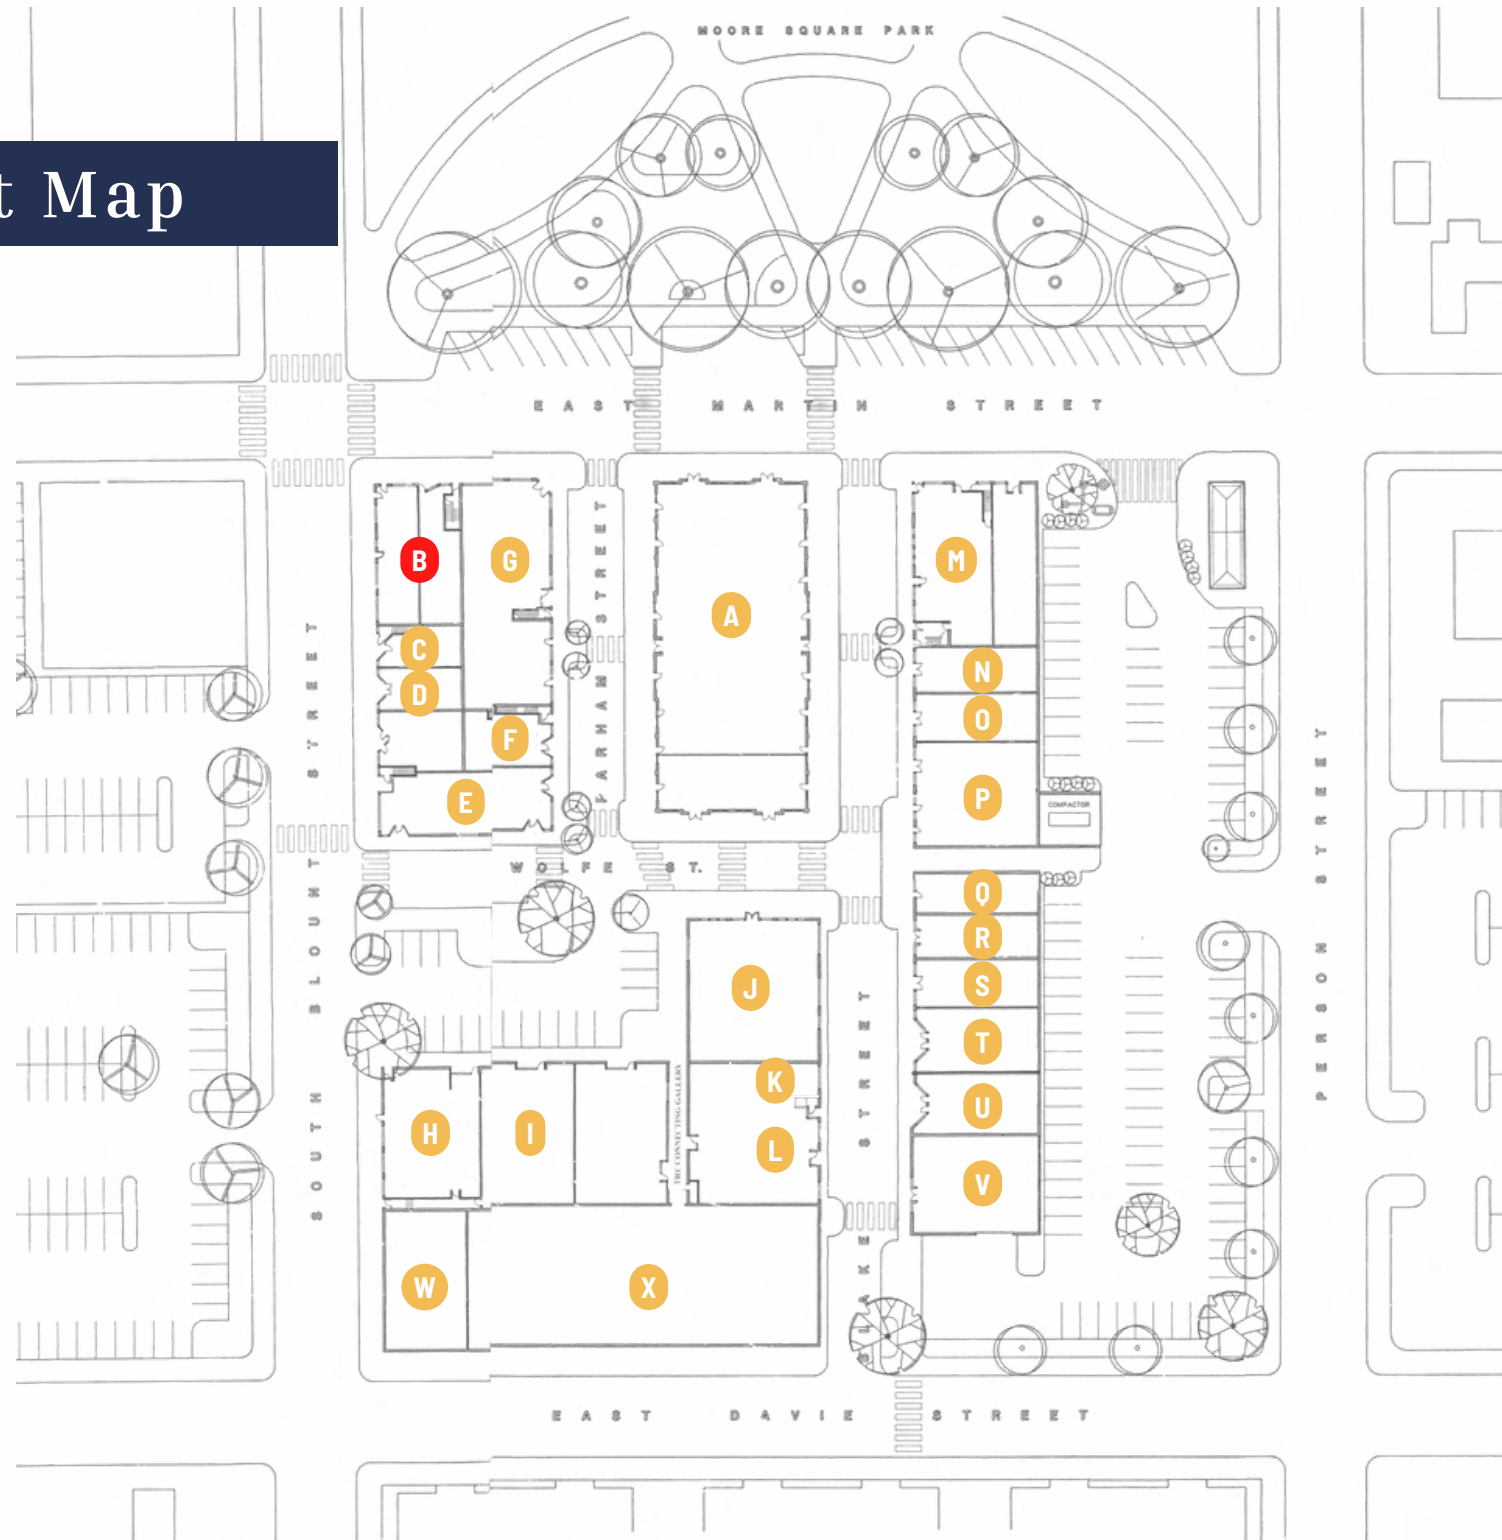 MOORE SQUARE PARK
t Map
EAST MARTIN STREET
B
G
M
A
FARHAM STREET
C
D
N
O
F
E
P
COMPACTOR
WOLFE ST.
SOUTH BLOUNT STREET
PERSON STREET
Q
R
S
J
T
K
U
H
I
L
V
THE CONNECTING GALLERY
BLAKE STREET
W
X
EAST DAVIE STREET